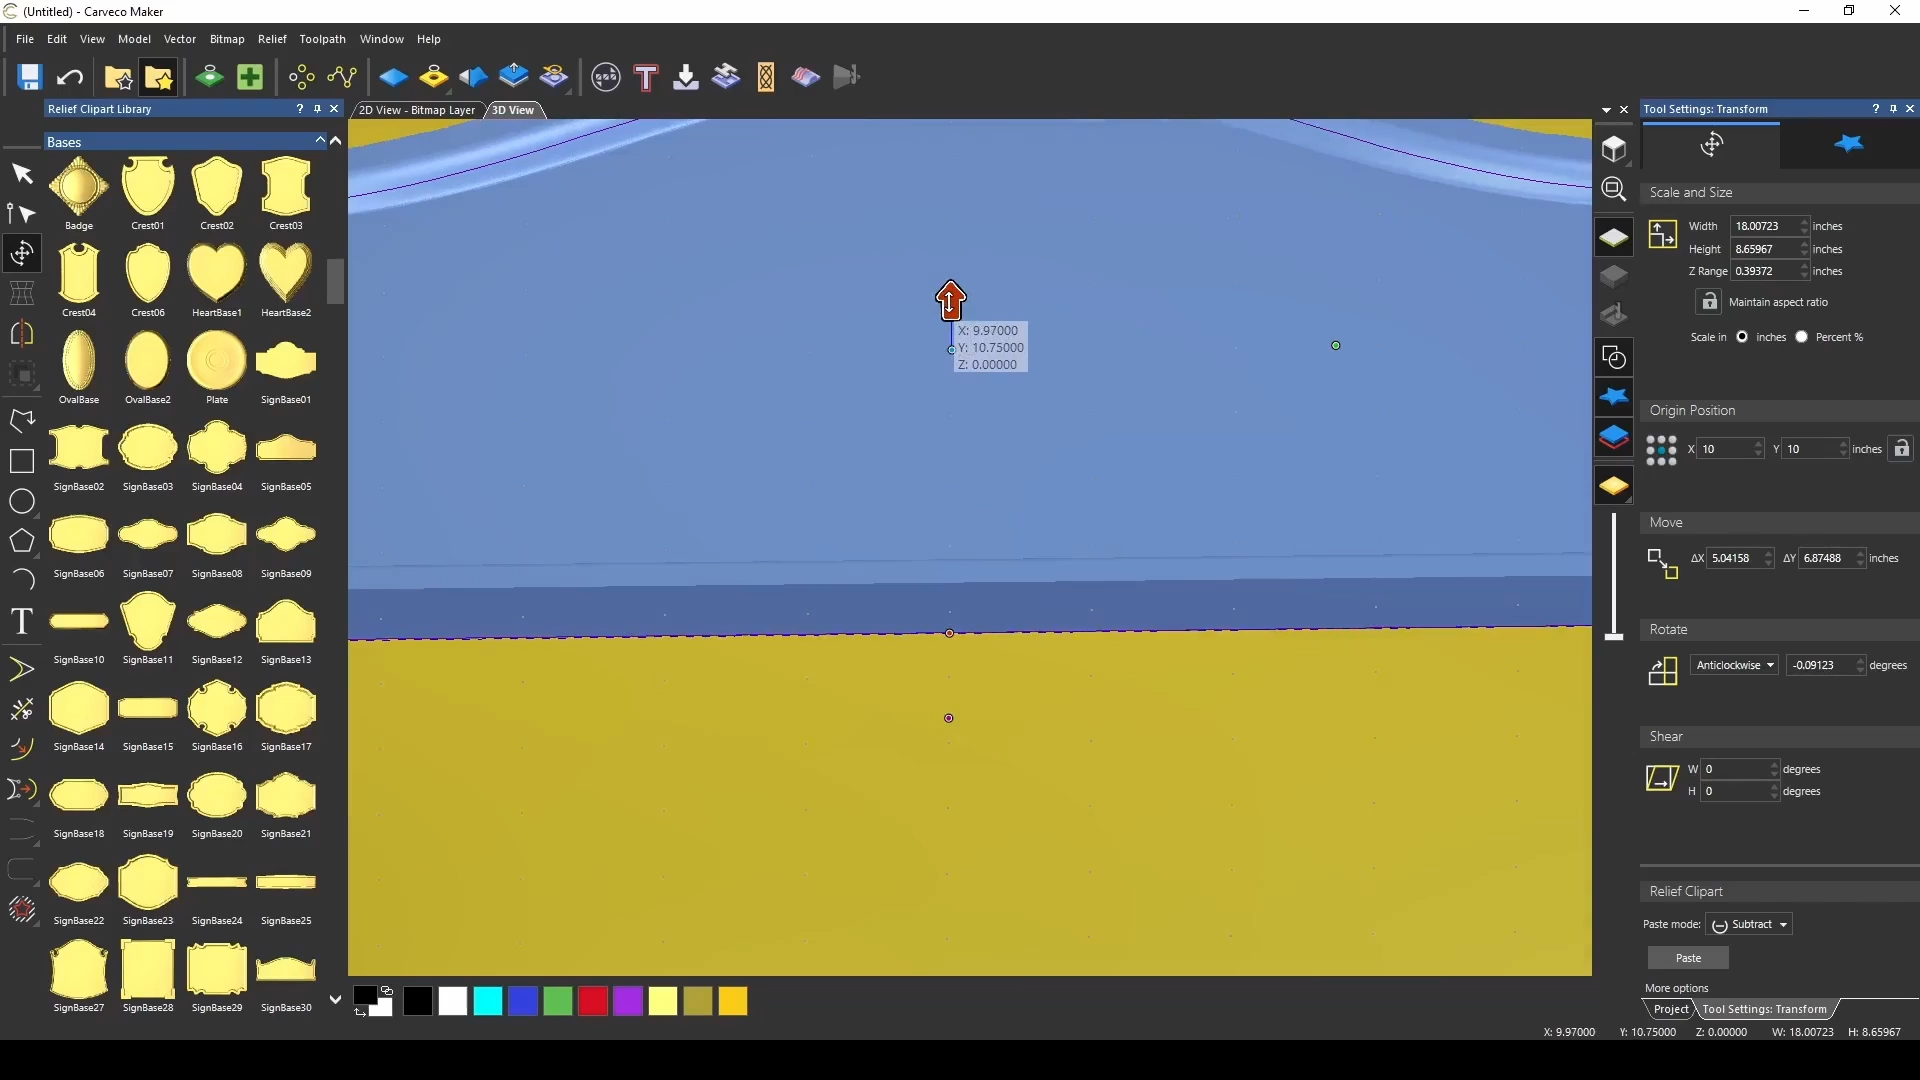 (Untitled) - Carveco Maker
File Edit View Model Vector Bitmap Relief Toolpath Window Help
Relief Clipart Library ?
2D View - Bitmap Layer 3D View
Tool Settings: Transform ?
Bases
Badge Crest01 Crest02 Crest03
Crest04 Crest06 HeartBase1 HeartBase2
OvalBase OvalBase2 Plate SignBase01
SignBase02 SignBase03 SignBase04 SignBase05
SignBase06 SignBase07 SignBase08 SignBase09
SignBase10 SignBase11 SignBase12 SignBase13
SignBase14 SignBase15 SignBase16 SignBase17
SignBase18 SignBase19 SignBase20 SignBase21
SignBase22 SignBase23 SignBase24 SignBase25
SignBase27 SignBase28 SignBase29 SignBase30
X: 9.97000
Y: 10.75000
Z: 0.00000
Scale and Size
Width 18.00723 inches
Height 8.65967 inches
Z Range 0.39372 inches
Maintain aspect ratio
Scale in inches Percent %
Origin Position
X 10 Y 10 inches
Move
ΔX 5.04158 ΔY 6.87488 inches
Rotate
Anticlockwise -0.09123 degrees
Shear
W 0 degrees
H 0 degrees
Relief Clipart
Paste mode: Subtract
Paste
More options
Project Tool Settings: Transform
X: 9.97000 Y: 10.75000 Z: 0.00000 W: 18.00723 H: 8.65967